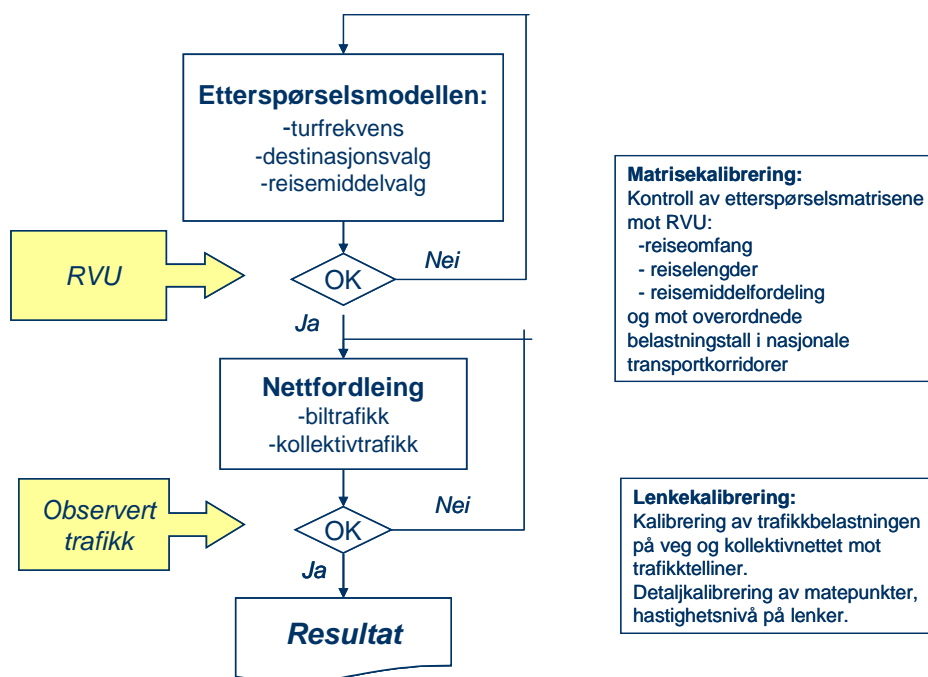 Etterspørselsmodellen:
-turfrekvens
-destinasjonsvalg
-reisemiddelvalg
RVU
OK
Nei
Ja
Nettfordleing
-biltrafikk
-kollektivtrafikk
Observert
trafikk
OK
Nei
Ja
Resultat
Matrisekalibrering:
Kontroll av etterspørselsmatrisene
mot RVU:
-reiseomfang
- reiselengder
- reisemiddelfordeling
og mot overordnede
belastningstall i nasjonale
transportkorridorer
Lenkekalibrering:
Kalibrering av trafikkbelastningen
på veg og kollektivnettet mot
trafikktelliner.
Detaljkalibrering av matepunkter,
hastighetsnivå på lenker.